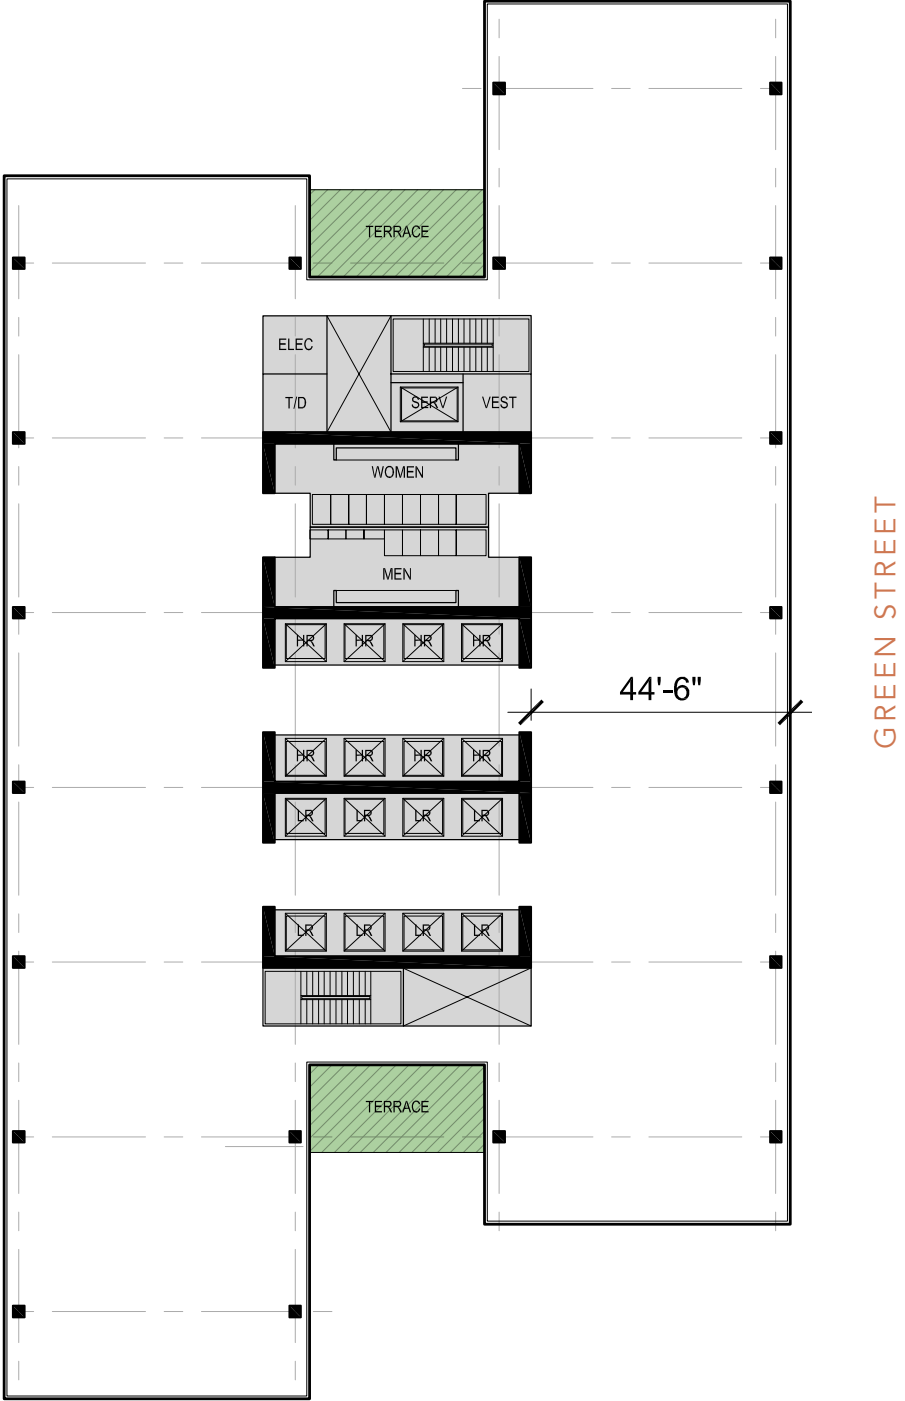 TERRACE
ELEC
T/D
SERV
VEST
WOMEN
MEN
HR HR HR HR
44'-6"
HR HR HR HR
LR LR LR LR
LR LR LR LR
TERRACE
GREEN STREET